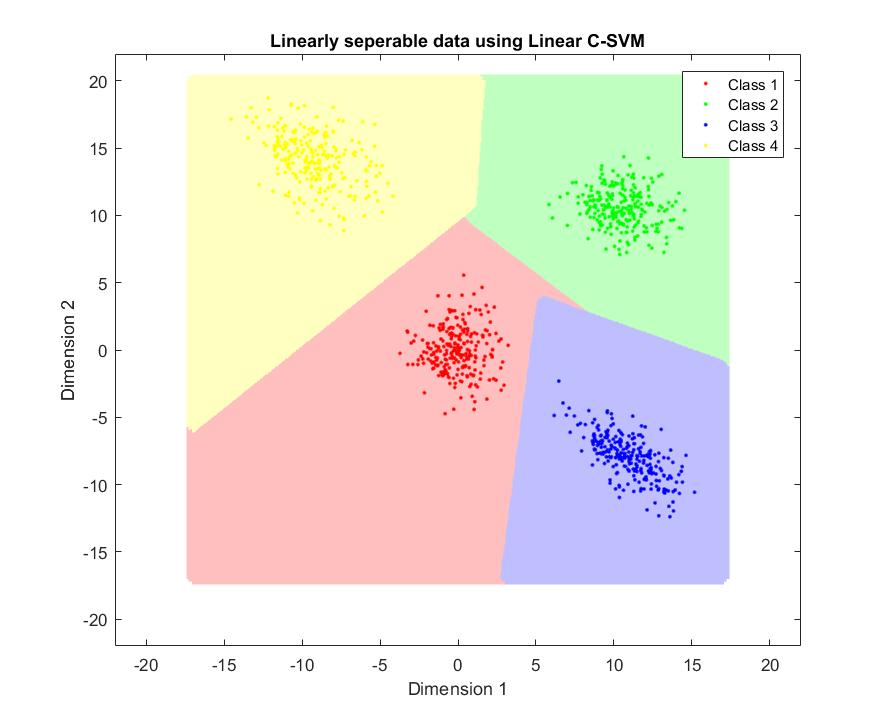 Linearly seperable data using Linear C-SVM
Class 1
Class 2
Class 3
Class 4
20
15
10
5
0
-5
-10
-15
-20
Dimension 2
-20 -15 -10 -5 0 5 10 15 20
Dimension 1